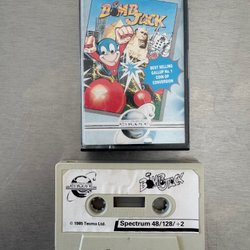 BOMB JACK
BEST SELLING
GALLUP No. 1
COIN-OP
CONVERSION
BOMB JACK
© 1985 Tecmo Ltd.
Spectrum 48/128/+2